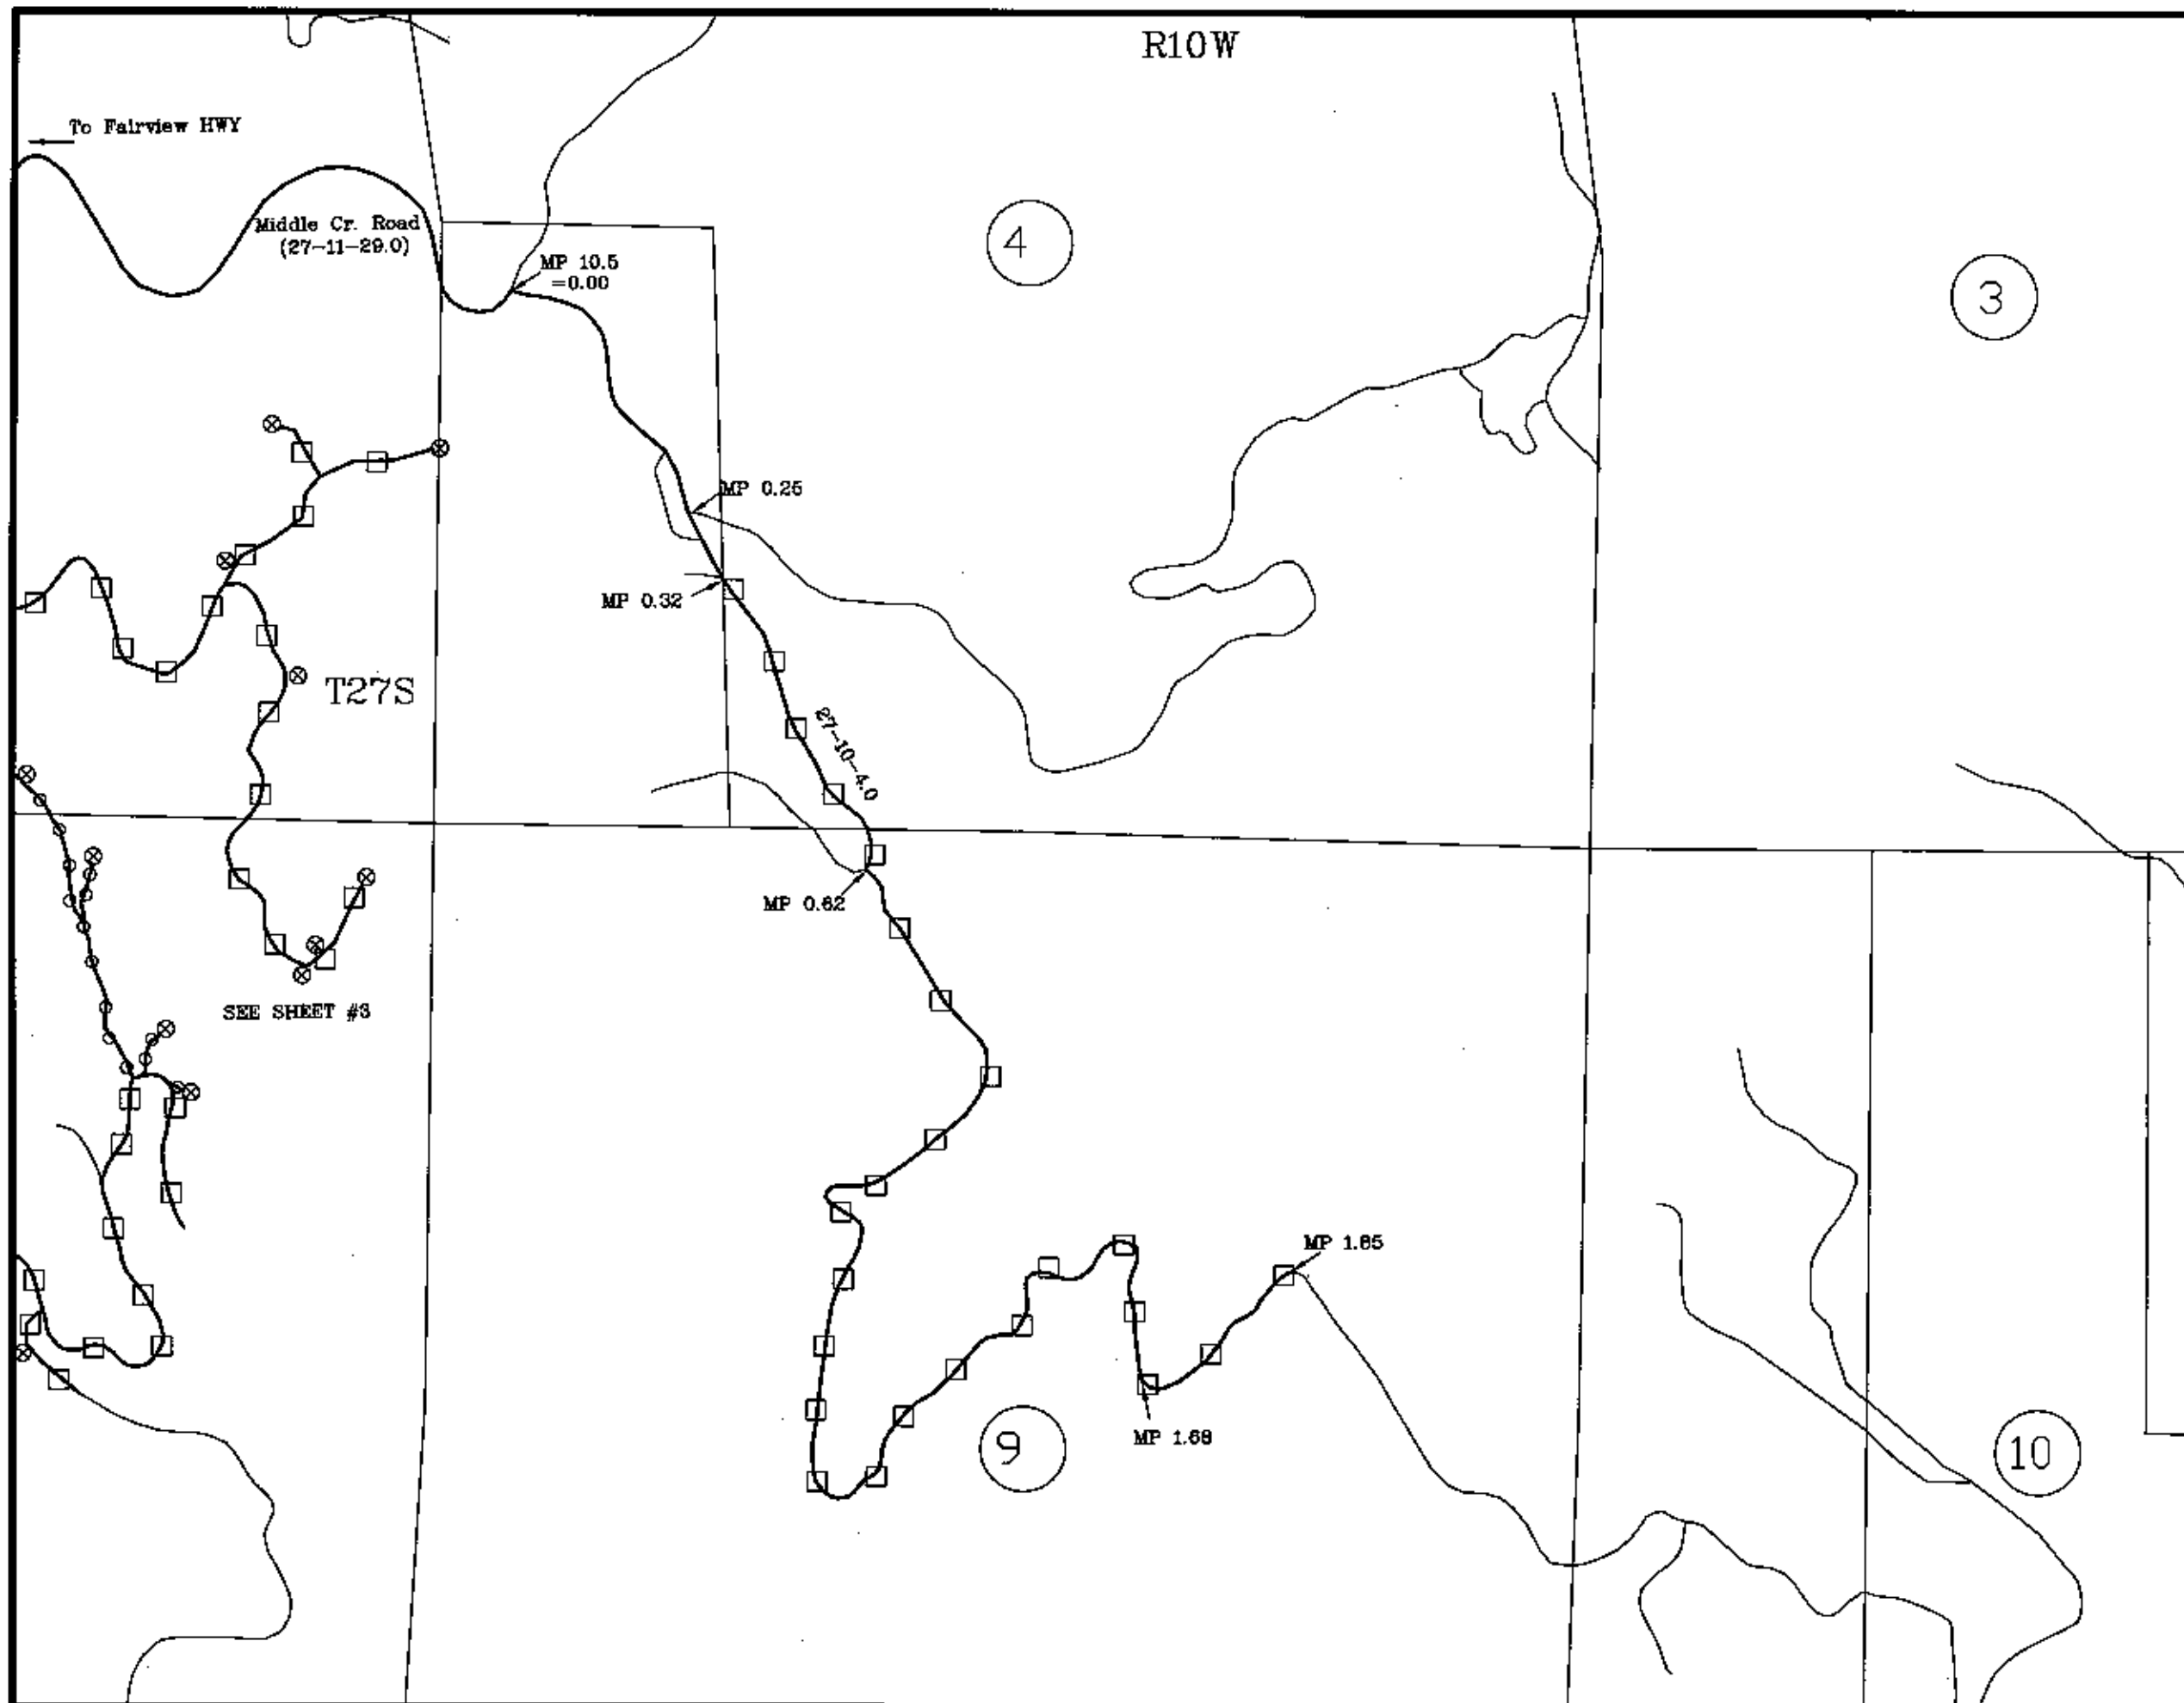 R10W
To Fairview HWY
Middle Cr. Road
(27-11-29.0)
MP 10.5
=0.00
4
3
MP 0.25
MP 0.32
T27S
27-10-4.0
MP 0.62
SEE SHEET #3
MP 1.85
MP 1.68
9
10